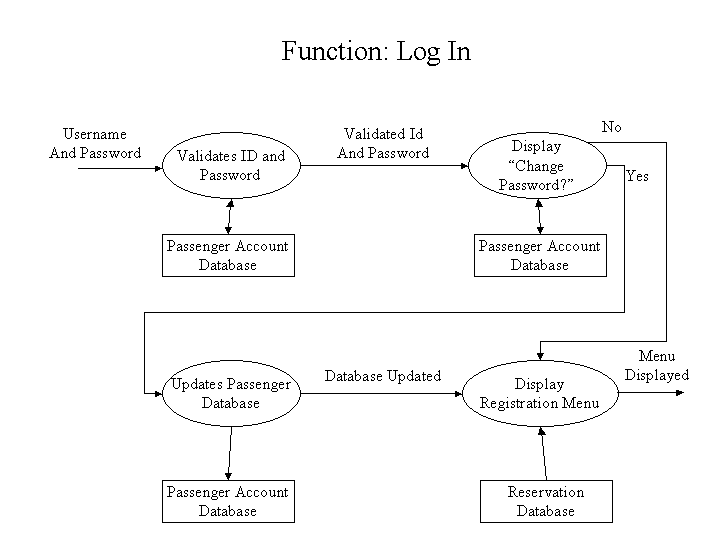 Function: Log In
Username
And Password
Validates ID and
Password
Validated Id
And Password
Display
“Change
Password?”
No
Yes
Passenger Account
Database
Passenger Account
Database
Updates Passenger
Database
Database Updated
Display
Registration Menu
Menu
Displayed
Passenger Account
Database
Reservation
Database